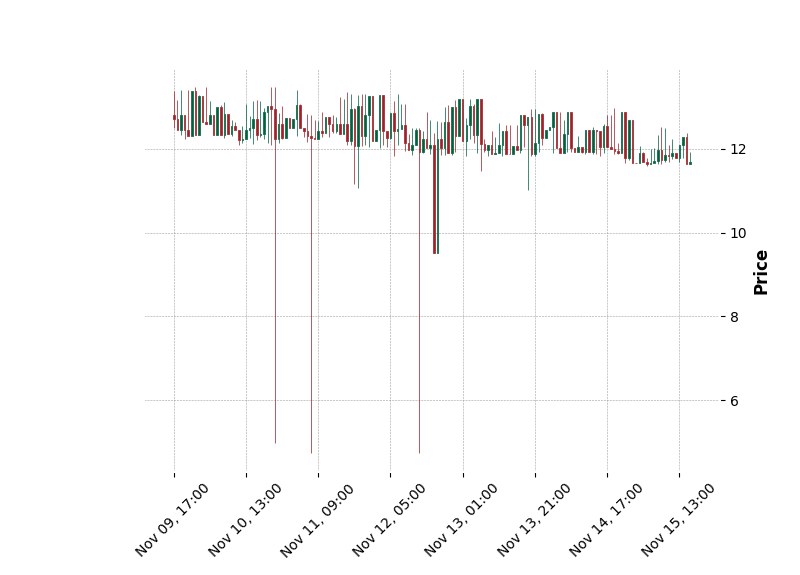 12
10
8
6
Price
Nov 09, 17:00
Nov 10, 13:00
Nov 11, 09:00
Nov 12, 05:00
Nov 13, 01:00
Nov 13, 21:00
Nov 14, 17:00
Nov 15, 13:00